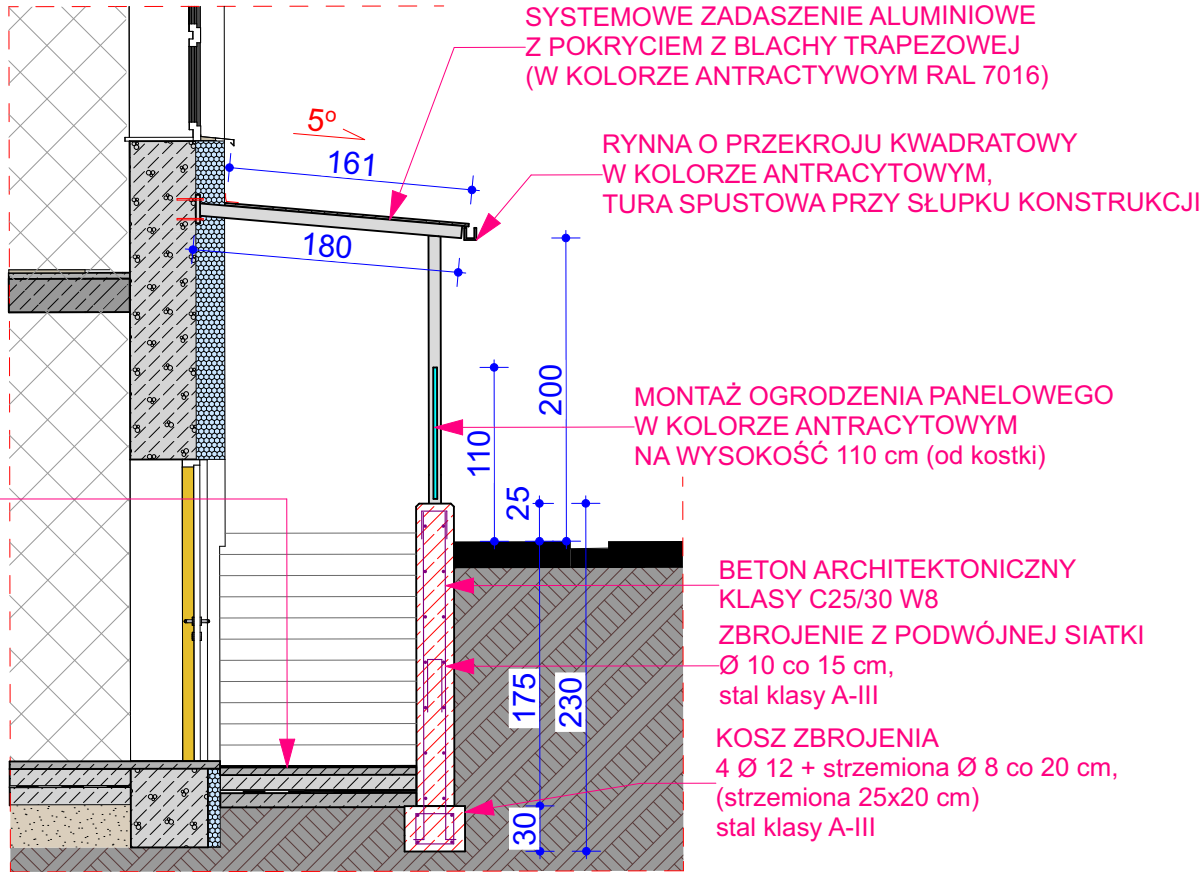 SYSTEMOWE ZADASZENIE ALUMINIOWE
Z POKRYCIEM Z BLACHY TRAPEZOWEJ
(W KOLORZE ANTRACTYWOYM RAL 7016)
5º
161
RYNNA O PRZEKROJU KWADRATOWY
W KOLORZE ANTRACYTOWYM,
TURA SPUSTOWA PRZY SŁUPKU KONSTRUKCJI
180
200
MONTAŻ OGRODZENIA PANELOWEGO
W KOLORZE ANTRACYTOWYM
NA WYSOKOŚĆ 110 cm (od kostki)
110
25
BETON ARCHITEKTONICZNY
KLASY C25/30 W8
ZBROJENIE Z PODWÓJNEJ SIATKI
Ø 10 co 15 cm,
stal klasy A-III
175
230
KOSZ ZBROJENIA
4 Ø 12 + strzemiona Ø 8 co 20 cm,
(strzemiona 25x20 cm)
stal klasy A-III
30